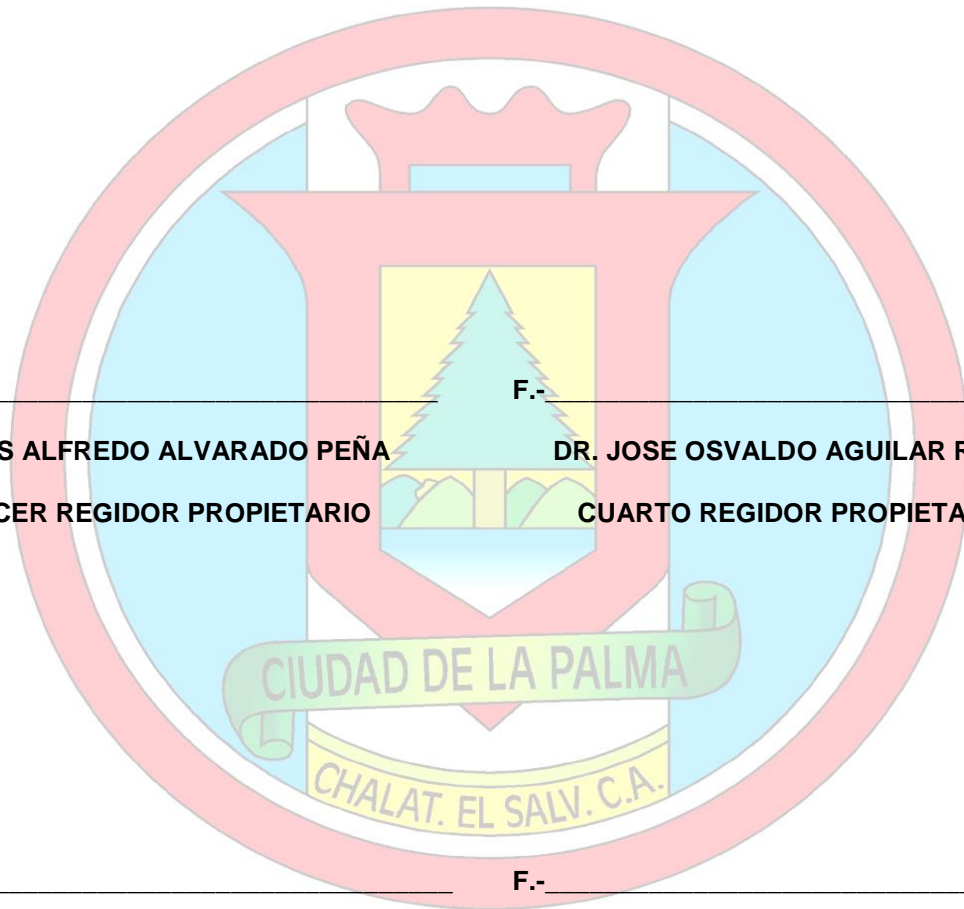 F.-
S ALFREDO ALVARADO PEÑA DR. JOSE OSVALDO AGUILAR R
CER REGIDOR PROPIETARIO CUARTO REGIDOR PROPIETA
CIUDAD DE LA PALMA
CHALAT. EL SALV. C.A.
F.-